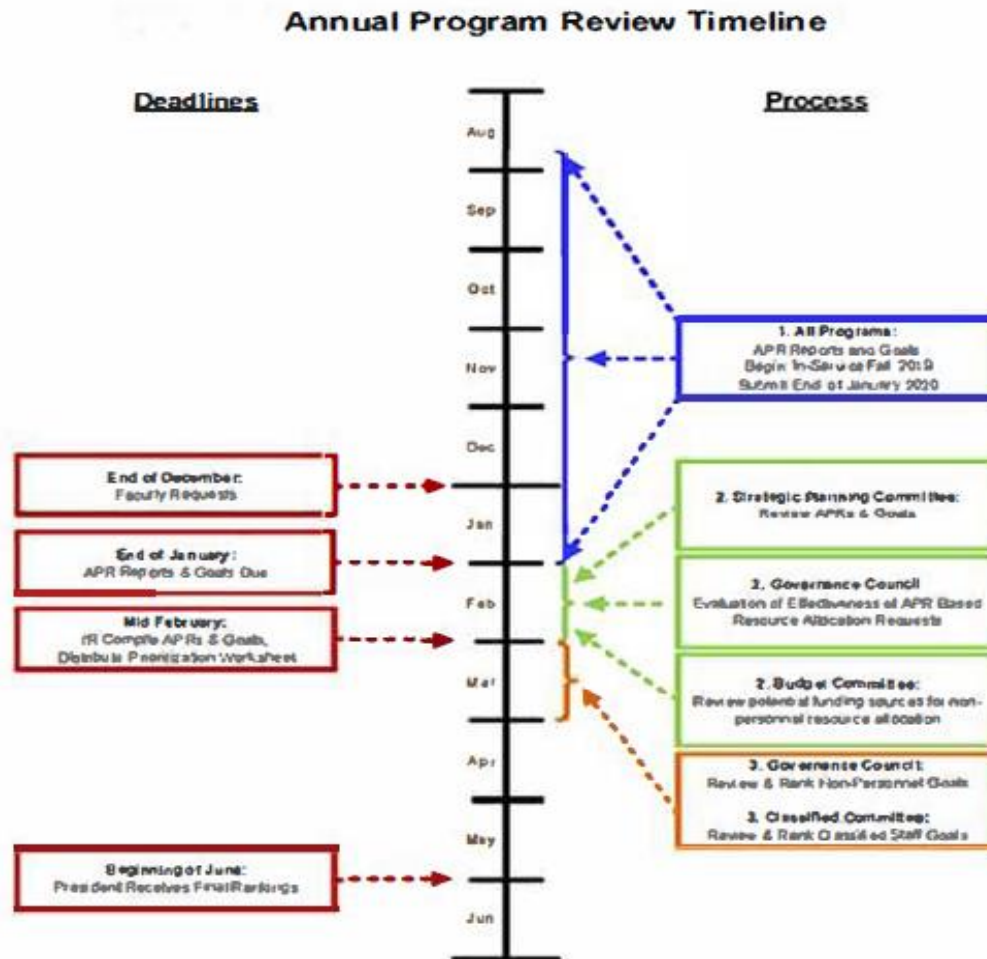 Annual Program Review Timeline
Deadlines
Process
Aug
Sep
Oct
Nov
Dec
Jan
Feb
Mar
Apr
May
Jun
End of December:
Faculty Requests
End of January:
APR Reports & Goals Due
Mid February:
IR Compile APRs & Goals,
Distribute Prioritization Worksheet
Beginning of June:
President Receives Final Rankings
1. All Programs:
APR Reports and Goals
Begin In-Service Fall 2019
Submit End of January 2020
2. Strategic Planning Committee:
Review APRs & Goals
Governance Council
Evaluation of Effectiveness of APR Based
Resource Allocation Requests
2. Budget Committee:
Review potential funding sources for non-
personnel resource allocation
3. Governance Council:
Review & Rank Non-Personnel Goals
3. Classified Committee:
Review & Rank Classified Staff Goals